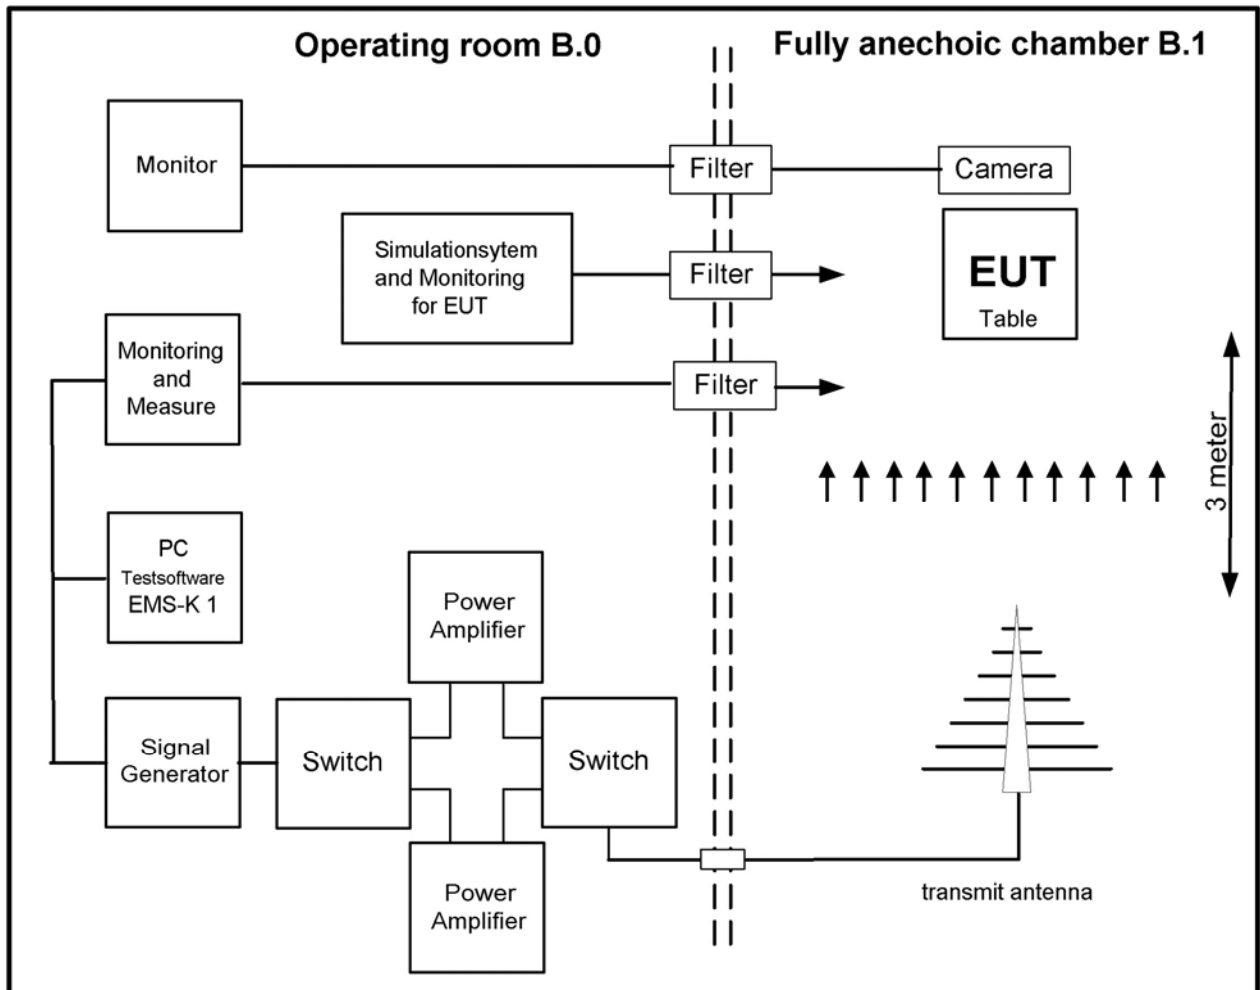 Operating room B.0
Fully anechoic chamber B.1
Monitor
Filter
Camera
Simulationsytem
and Monitoring
for EUT
Filter
EUT
Table
Monitoring
and
Measure
Filter
3 meter
PC
Testsoftware
EMS-K 1
Power
Amplifier
Signal
Generator
Switch
Switch
Power
Amplifier
transmit antenna